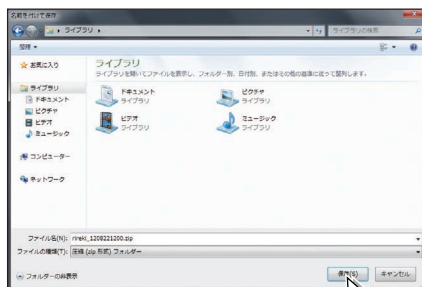 名前を付けて保存
ライブラリ
ライブラリの検索
整理
お気に入り
ライブラリ
ドキュメント
ピクチャ
ビデオ
ミュージック
コンピューター
ネットワーク
ライブラリ
ライブラリを開いてファイルを表示し、フォルダー別、日付別、またはその他の基準に従って整列します。
ドキュメント
ライブラリ
ピクチャ
ライブラリ
ビデオ
ライブラリ
ミュージック
ライブラリ
ファイル名(N): rireki_1208221200.zip
ファイルの種類(T): 圧縮 (zip 形式) フォルダー
フォルダーの非表示
保存(S)
キャンセル